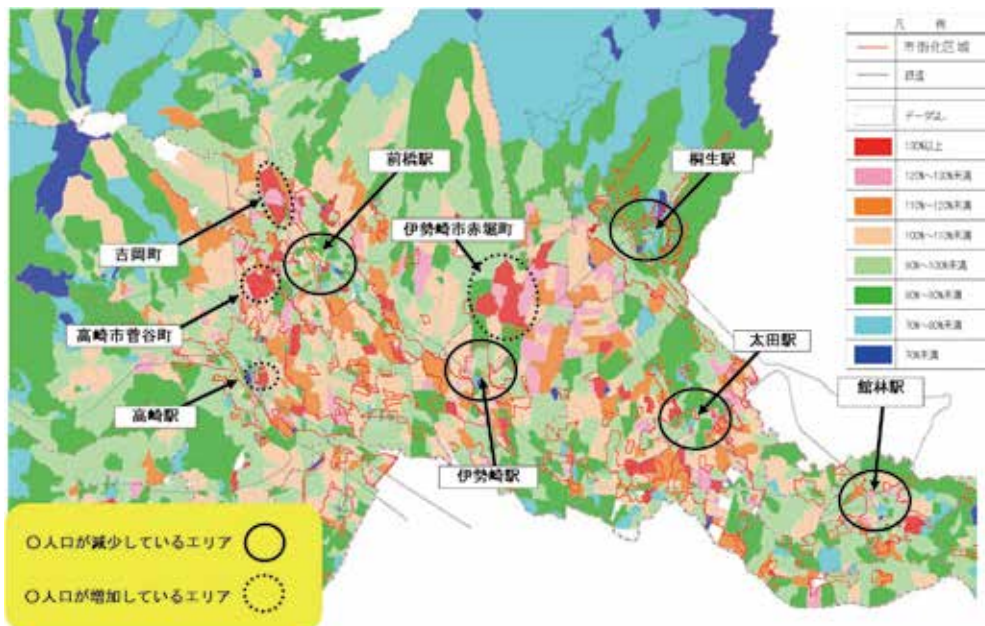 凡 例
市街化区域
鉄道
データなし
130%以上
120%～130%未満
110%～120%未満
100%～110%未満
90%～100%未満
80%～90%未満
70%～80%未満
70%未満
前橋駅
桐生駅
伊勢崎市赤堀町
吉岡町
高崎市菅谷町
太田駅
館林駅
高崎駅
伊勢崎駅
○人口が減少しているエリア
○人口が増加しているエリア